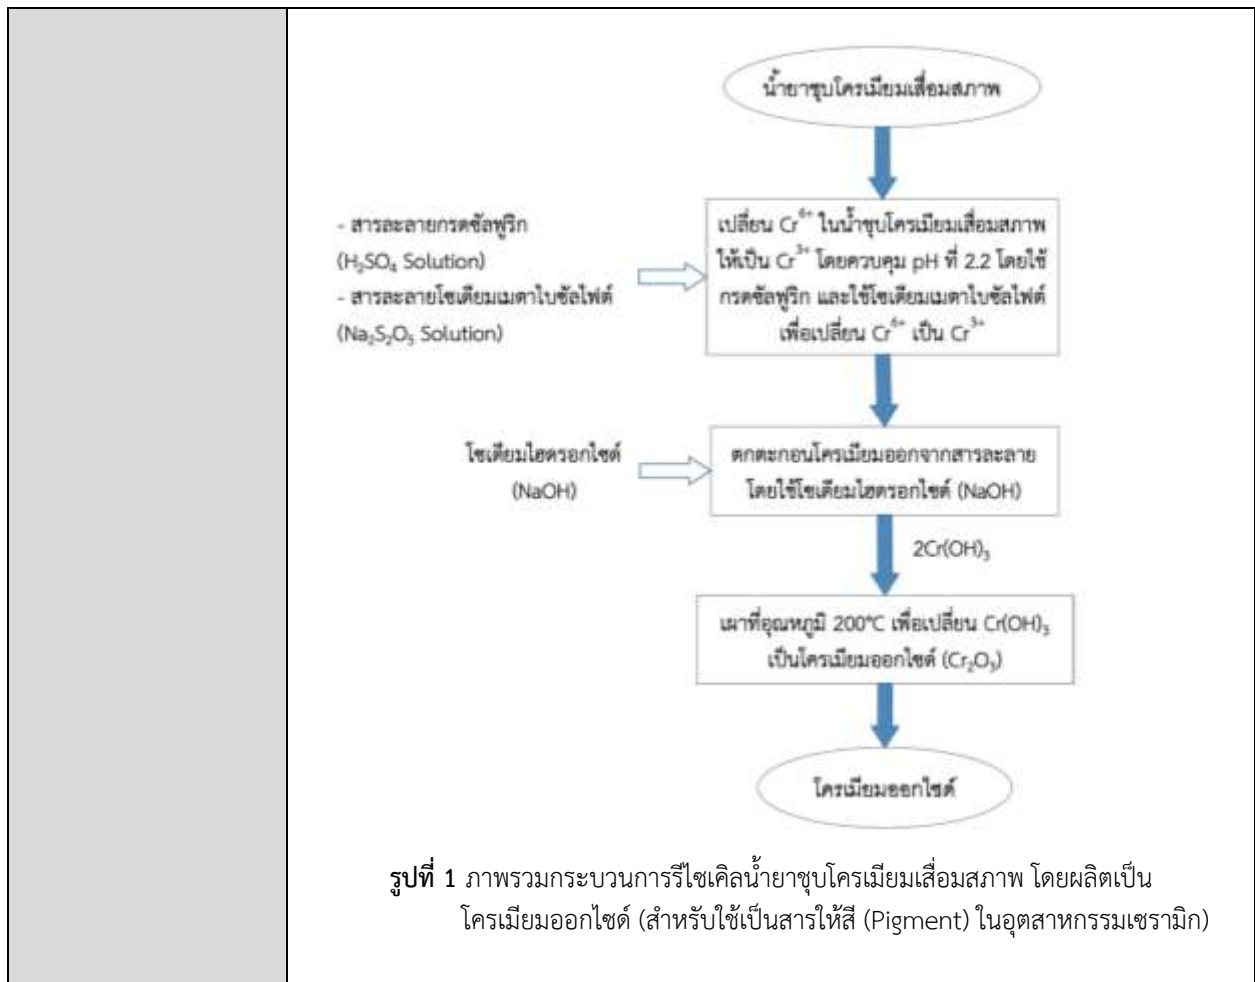 น้ำยาชุบโครเมียมเสื่อมสภาพ
- สารละลายกรดซัลฟูริก
(H₂SO₄ Solution)
- สารละลายโซเดียมเมตาไบซัลไฟต์
(Na₂S₂O₅ Solution)
เปลี่ยน Cr⁶⁺ ในน้ำชุบโครเมียมเสื่อมสภาพ
ให้เป็น Cr³⁺ โดยควบคุม pH ที่ 2.2 โดยใช้
กรดซัลฟูริก และใช้โซเดียมเมตาไบซัลไฟต์
เพื่อเปลี่ยน Cr⁶⁺ เป็น Cr³⁺
โซเดียมไฮดรอกไซด์
(NaOH)
ตกตะกอนโครเมียมออกจากสารละลาย
โดยใช้โซเดียมไฮดรอกไซด์ (NaOH)
2Cr(OH)₃
เผาที่อุณหภูมิ 200°C เพื่อเปลี่ยน Cr(OH)₃
เป็นโครเมียมออกไซด์ (Cr₂O₃)
โครเมียมออกไซด์
รูปที่ 1 ภาพรวมกระบวนการรีไซเคิลน้ำยาชุบโครเมียมเสื่อมสภาพ โดยผลิตเป็น
โครเมียมออกไซด์ (สำหรับใช้เป็นสารให้สี (Pigment) ในอุตสาหกรรมเซรามิก)